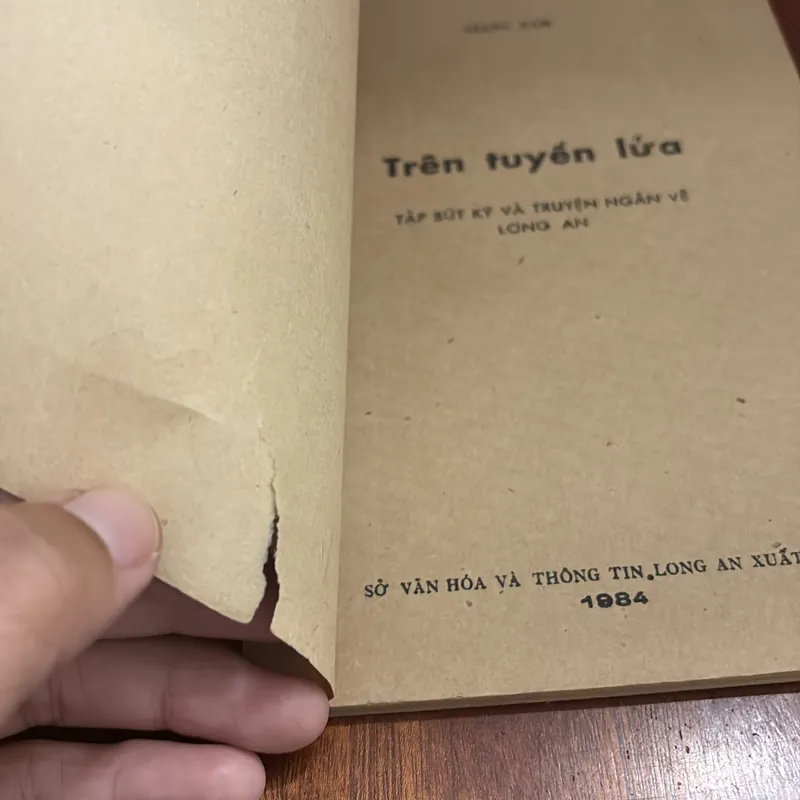 Trên tuyến lửa
TẬP BÚT KÝ VÀ TRUYỆN NGẮN VỀ
LONG AN
SỞ VĂN HÓA VÀ THÔNG TIN LONG AN XUẤT
1984